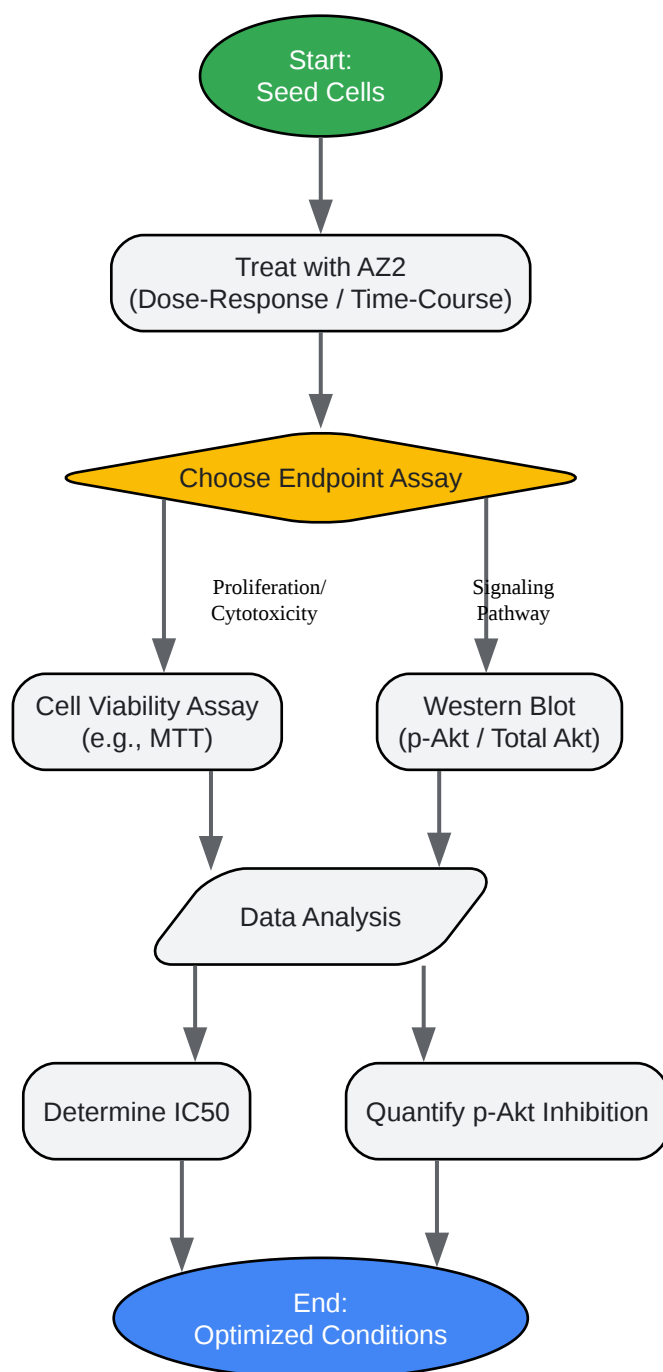 Start:
Seed Cells
Treat with AZ2
(Dose-Response / Time-Course)
Choose Endpoint Assay
Proliferation/
Cytotoxicity
Signaling
Pathway
Cell Viability Assay
(e.g., MTT)
Western Blot
(p-Akt / Total Akt)
Data Analysis
Determine IC50
Quantify p-Akt Inhibition
End:
Optimized Conditions